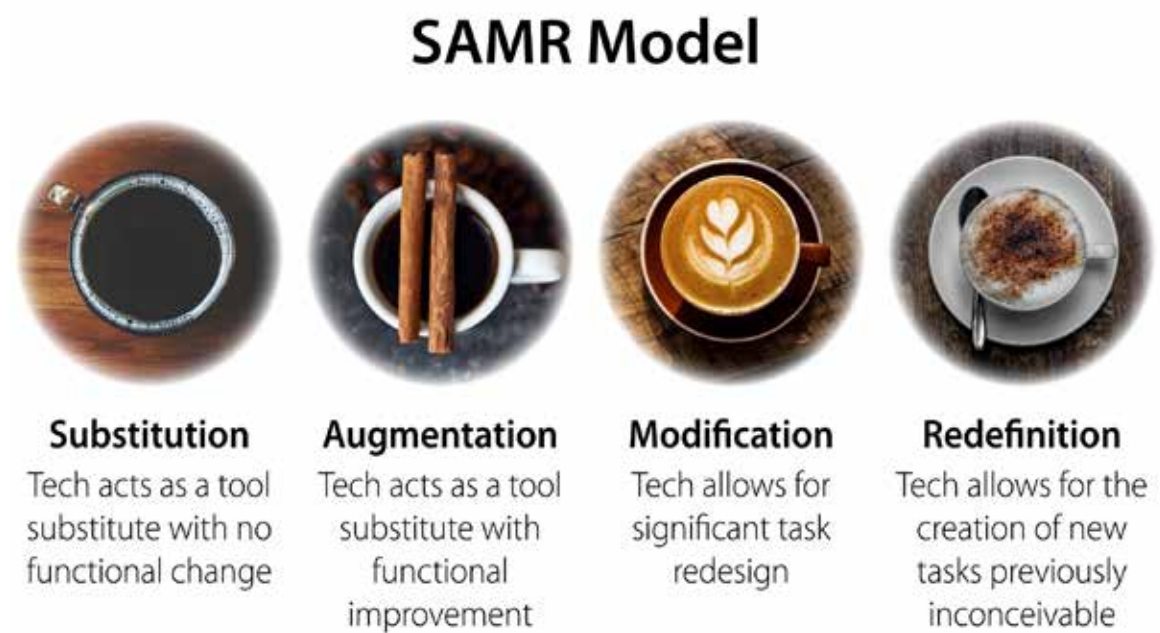 SAMR Model
Substitution
Tech acts as a tool
substitute with no
functional change
Augmentation
Tech acts as a tool
substitute with
functional
improvement
Modification
Tech allows for
significant task
redesign
Redefinition
Tech allows for the
creation of new
tasks previously
inconceivable